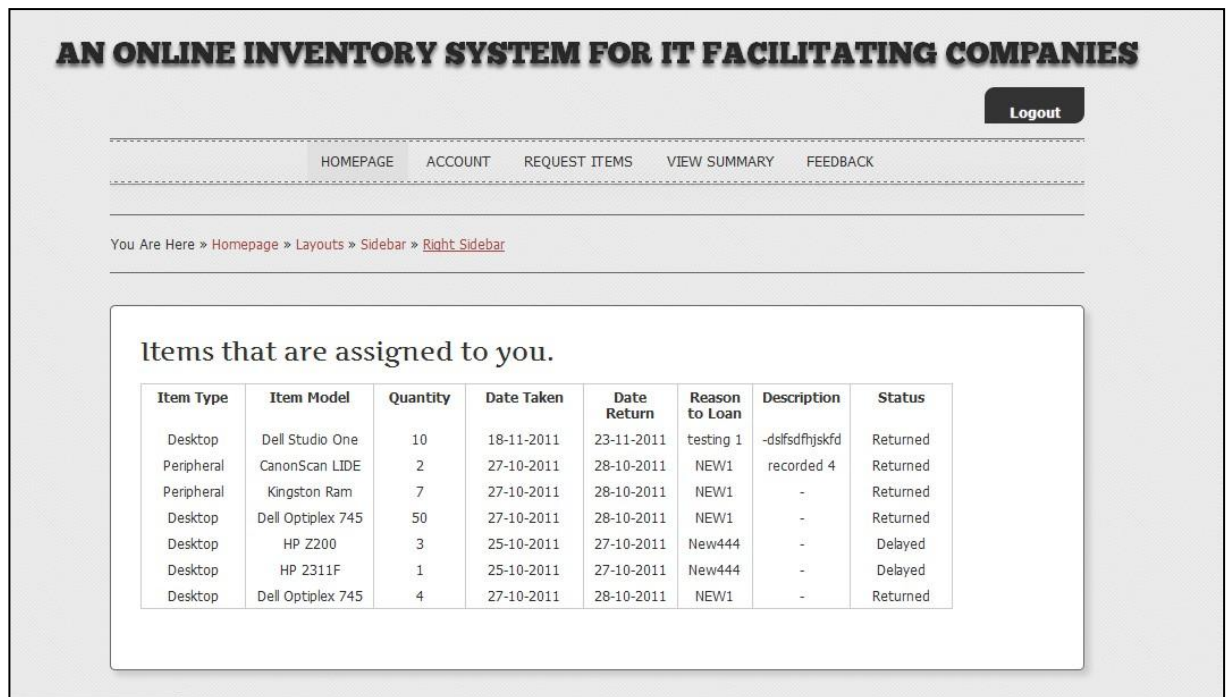 AN ONLINE INVENTORY SYSTEM FOR IT FACILITATING COMPANIES
Logout
HOMEPAGE ACCOUNT REQUEST ITEMS VIEW SUMMARY FEEDBACK
You Are Here » Homepage » Layouts » Sidebar » Right Sidebar
Items that are assigned to you.
Item Type Item Model Quantity Date Taken Date Return Reason to Loan Description Status
Desktop Dell Studio One 10 18-11-2011 23-11-2011 testing 1 -dslfsdfhjskfd Returned
Peripheral CanonScan LIDE 2 27-10-2011 28-10-2011 NEW1 recorded 4 Returned
Peripheral Kingston Ram 7 27-10-2011 28-10-2011 NEW1 - Returned
Desktop Dell Optiplex 745 50 27-10-2011 28-10-2011 NEW1 - Returned
Desktop HP Z200 3 25-10-2011 27-10-2011 New444 - Delayed
Desktop HP 2311F 1 25-10-2011 27-10-2011 New444 - Delayed
Desktop Dell Optiplex 745 4 27-10-2011 28-10-2011 NEW1 - Returned